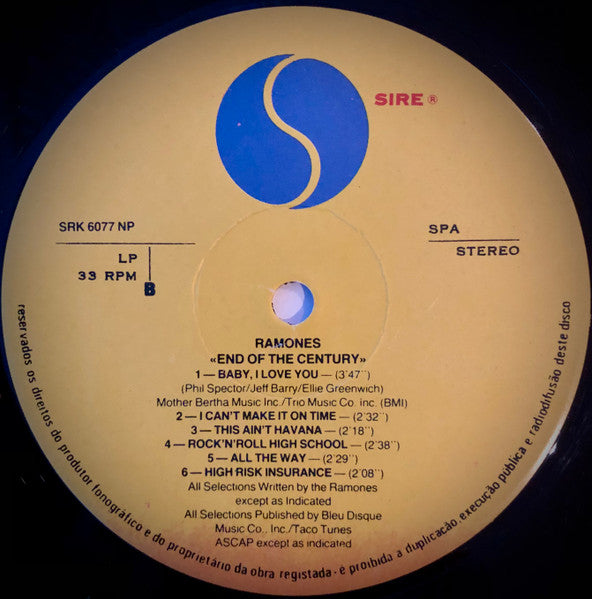 SIRE ®
SRK 6077 NP
LP
33 RPM
B
SPA
STEREO
RAMONES
«END OF THE CENTURY»
1 — BABY, I LOVE YOU — (3'47'')
(Phil Spector/Jeff Barry/Ellie Greenwich)
Mother Bertha Music Inc./Trio Music Co. inc. (BMI)
2 — I CAN'T MAKE IT ON TIME — (2'32'')
3 — THIS AIN'T HAVANA — (2'18'')
4 — ROCK'N'ROLL HIGH SCHOOL — (2'38'')
5 — ALL THE WAY — (2'29'')
6 — HIGH RISK INSURANCE — (2'08'')
All Selections Written by the Ramones
except as Indicated
All Selections Published by Bleu Disque
Music Co., Inc./Taco Tunes
ASCAP except as indicated
reservados os direitos do produtor fonográfico e do proprietário da obra registada - é proibida a duplicação, execução pública e radiodifusão deste disco